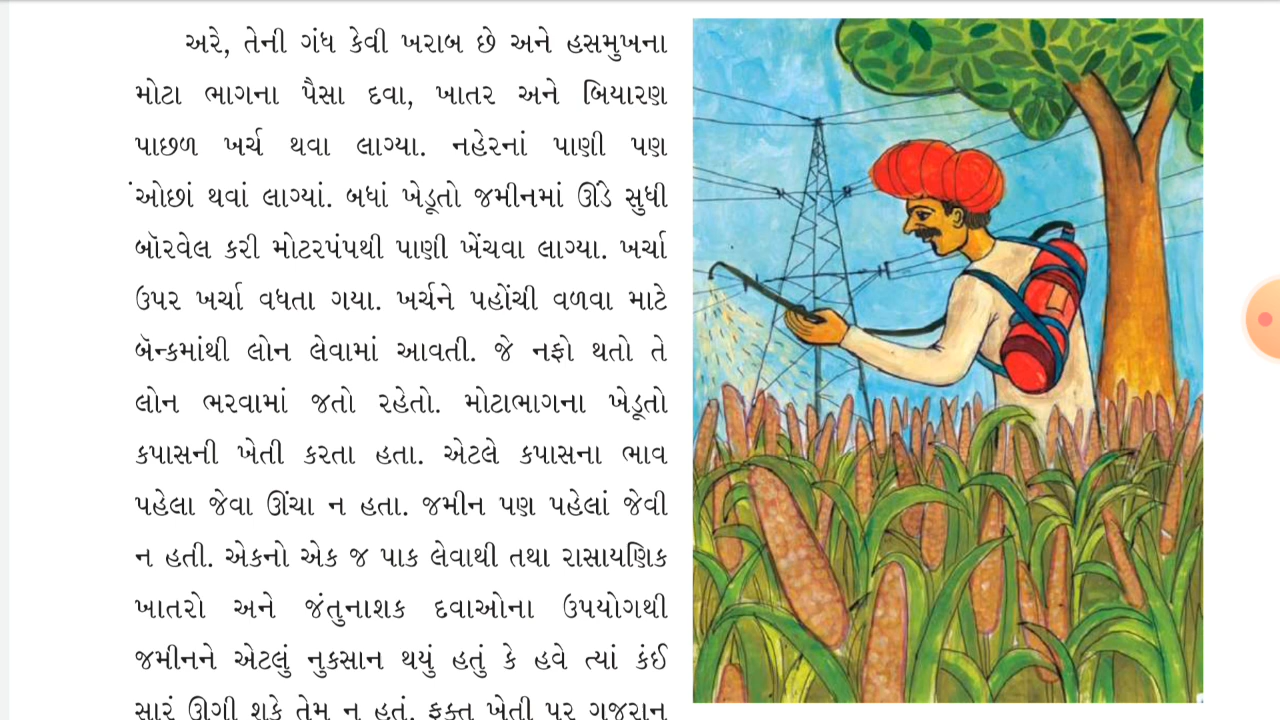 અરે, તેની ગંધ કેવી ખરાબ છે અને હસમુખના
મોટા ભાગના પૈસા દવા, ખાતર અને બિયારણ
પાછળ ખર્ચ થવા લાગ્યા. નહેરનાં પાણી પણ
ઓછાં થવાં લાગ્યાં. બધાં ખેડૂતો જમીનમાં ઊંડે સુધી
બૉરવેલ કરી મોટરપંપથી પાણી ખેંચવા લાગ્યા. ખર્ચા
ઉપર ખર્ચા વધતા ગયા. ખર્ચને પહોંચી વળવા માટે
બૅન્કમાંથી લોન લેવામાં આવતી. જે નફો થતો તે
લોન ભરવામાં જતો રહેતો. મોટાભાગના ખેડૂતો
કપાસની ખેતી કરતા હતા. એટલે કપાસના ભાવ
પહેલા જેવા ઊંચા ન હતા. જમીન પણ પહેલાં જેવી
ન હતી. એકનો એક જ પાક લેવાથી તથા રાસાયણિક
ખાતરો અને જંતુનાશક દવાઓના ઉપયોગથી
જમીનને એટલું નુકસાન થયું હતું કે હવે ત્યાં કંઈ
સારું ઊગી શકે તેમ ન હતું. ફક્ત ખેતી પર ગુજરાન